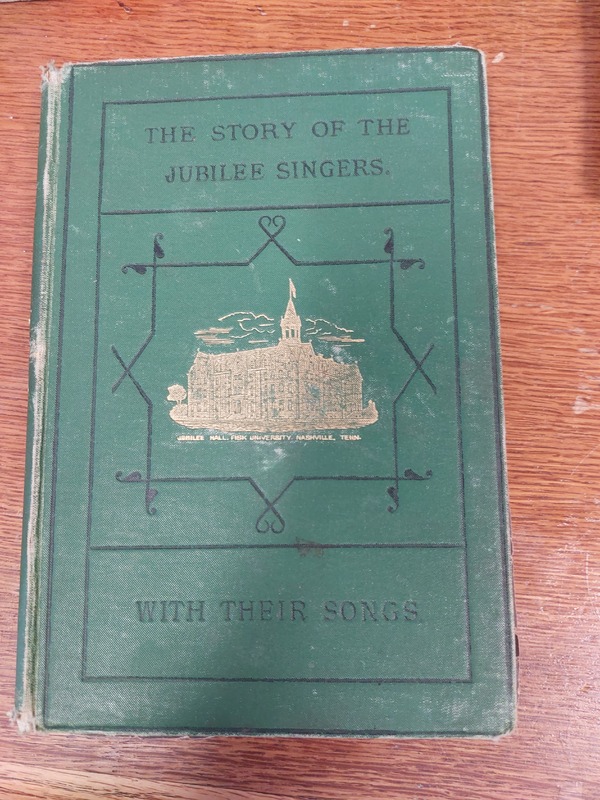 THE STORY OF THE
JUBILEE SINGERS.
JUBILEE HALL, FISK UNIVERSITY, NASHVILLE, TENN.
WITH THEIR SONGS.